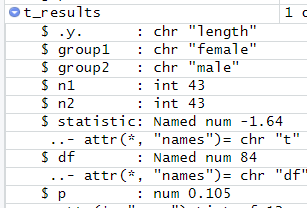 t_results 1 o
$ .y. : chr "length"
$ group1 : chr "female"
$ group2 : chr "male"
$ n1 : int 43
$ n2 : int 43
$ statistic: Named num -1.64
..- attr(*, "names")= chr "t"
$ df : Named num 84
..- attr(*, "names")= chr "df"
$ p : num 0.105